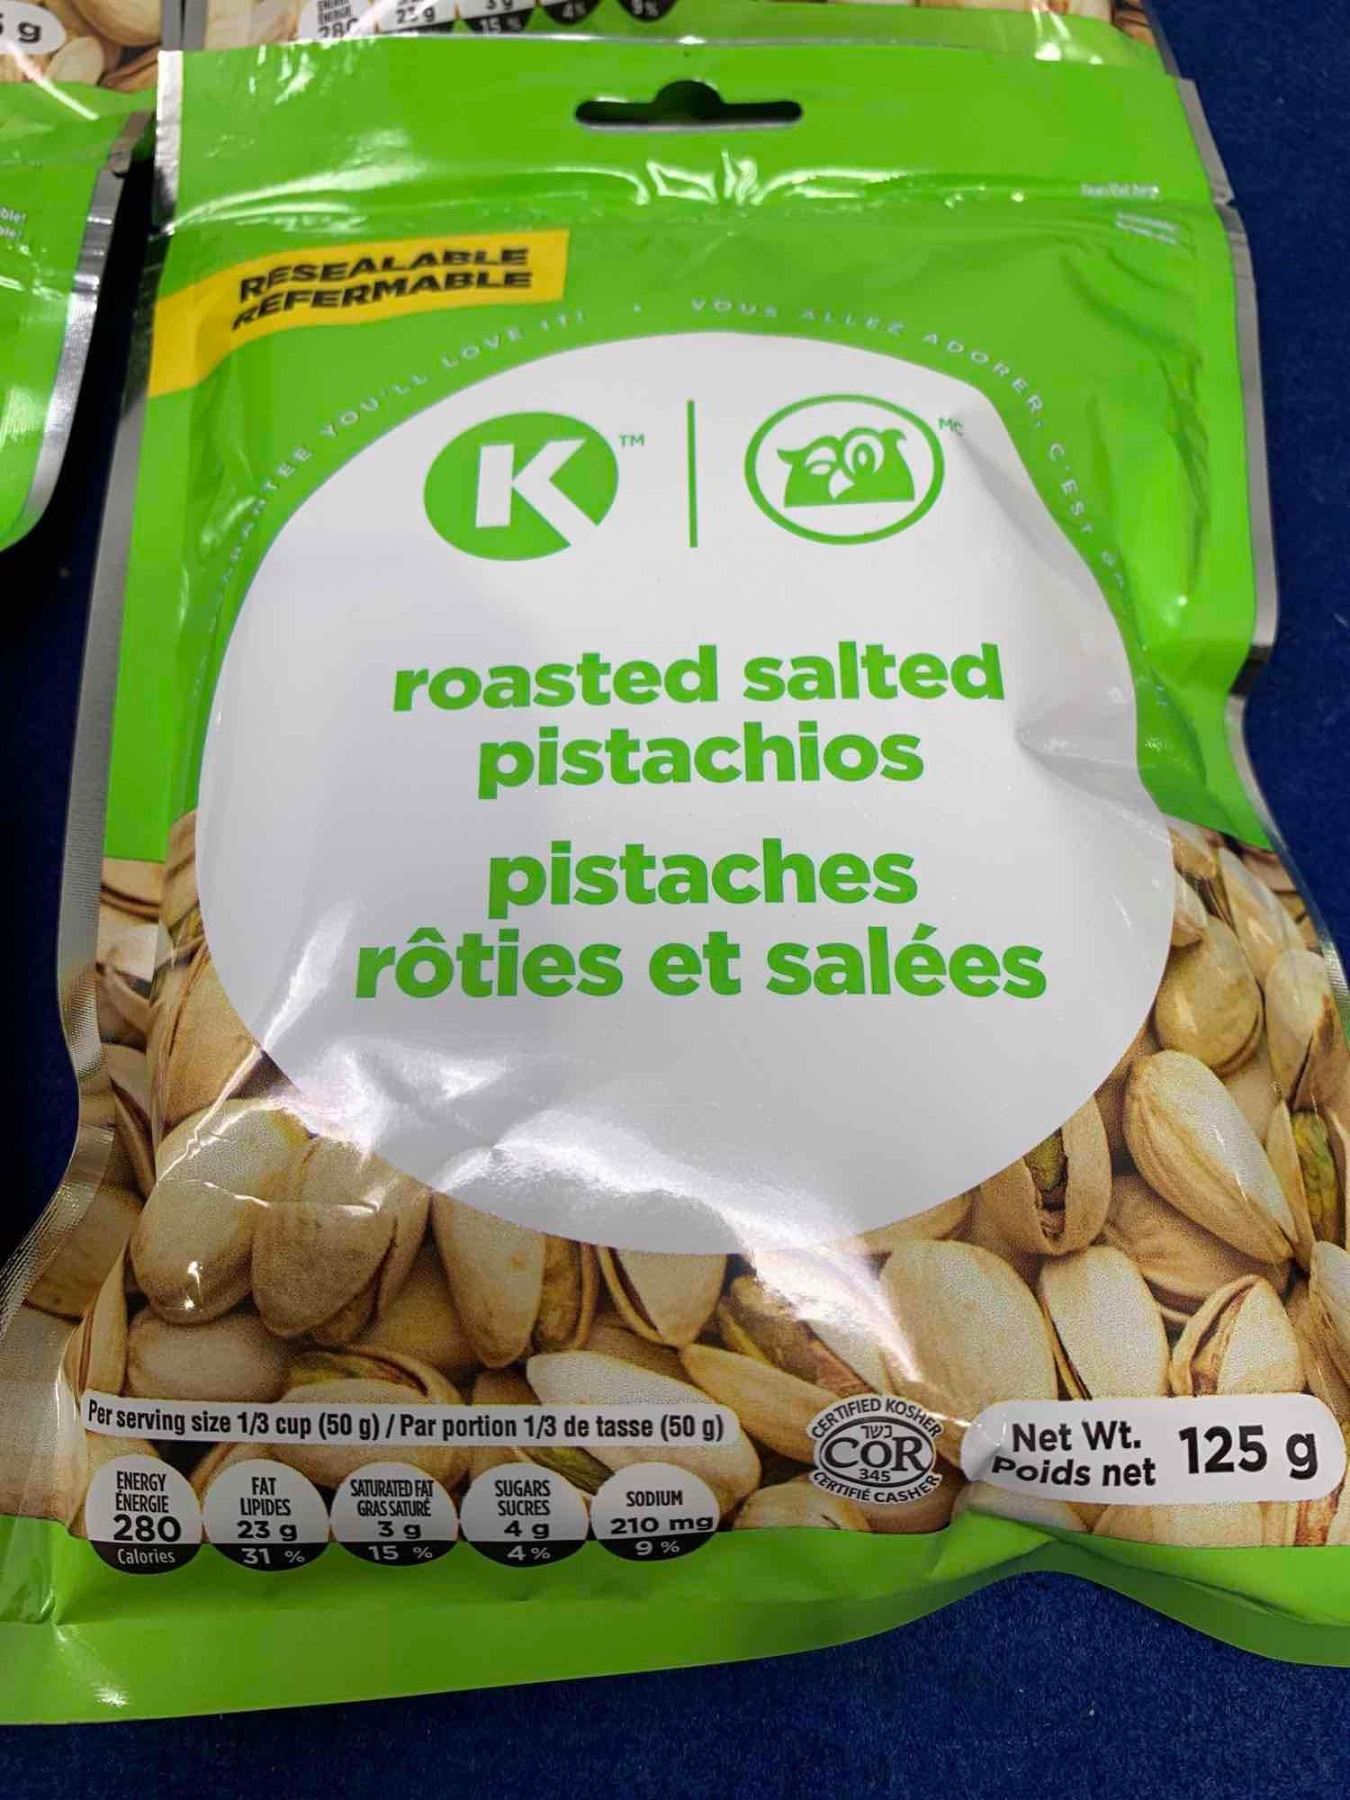 RESEALABLE
REFERMABLE
YOU'LL LOVE IT! • VOUS ALLEZ ADORER, C'EST
K™
MC
roasted salted
pistachios
pistaches
rôties et salées
Per serving size 1/3 cup (50 g) / Par portion 1/3 de tasse (50 g)
ENERGY
ÉNERGIE
280
Calories
FAT
LIPIDES
23 g
31 %
SATURATED FAT
GRAS SATURÉ
3 g
15 %
SUGARS
SUCRES
4 g
4 %
SODIUM
210 mg
9 %
CERTIFIED KOSHER
כשר
COR
345
CERTIFIÉ CASHER
Net Wt.
Poids net
125 g